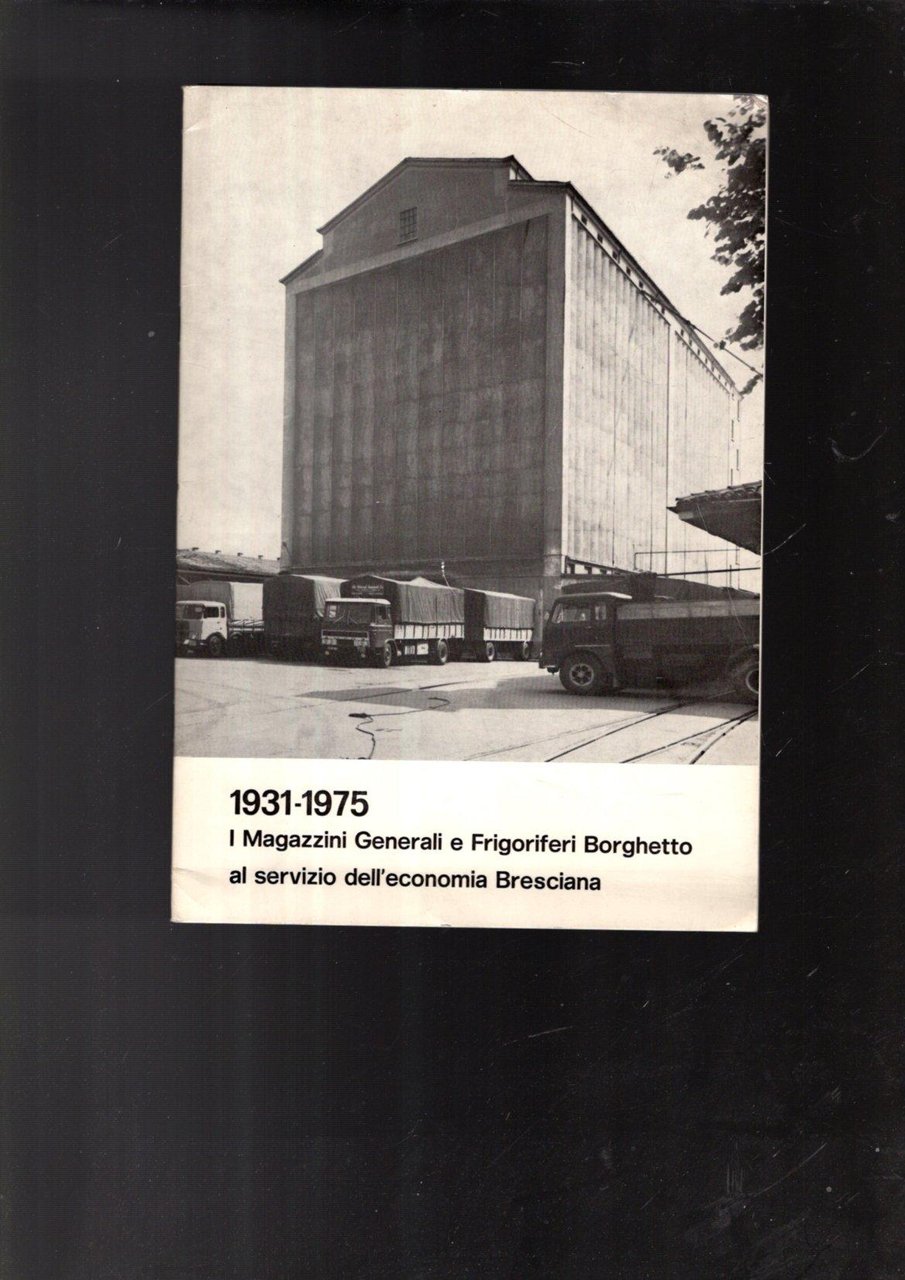 1931-1975
I Magazzini Generali e Frigoriferi Borghetto
al servizio dell'economia Bresciana